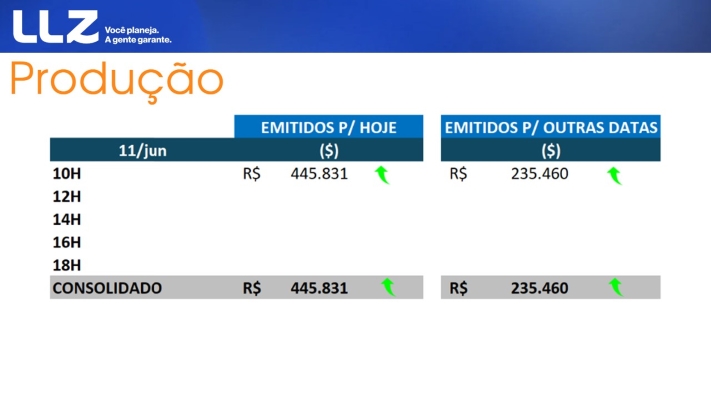 LLZ Você planeja.
A gente garante.
Produção
EMITIDOS P/ HOJE EMITIDOS P/ OUTRAS DATAS
11/jun ($) ($)
10H R$ 445.831 R$ 235.460
12H
14H
16H
18H
CONSOLIDADO R$ 445.831 R$ 235.460